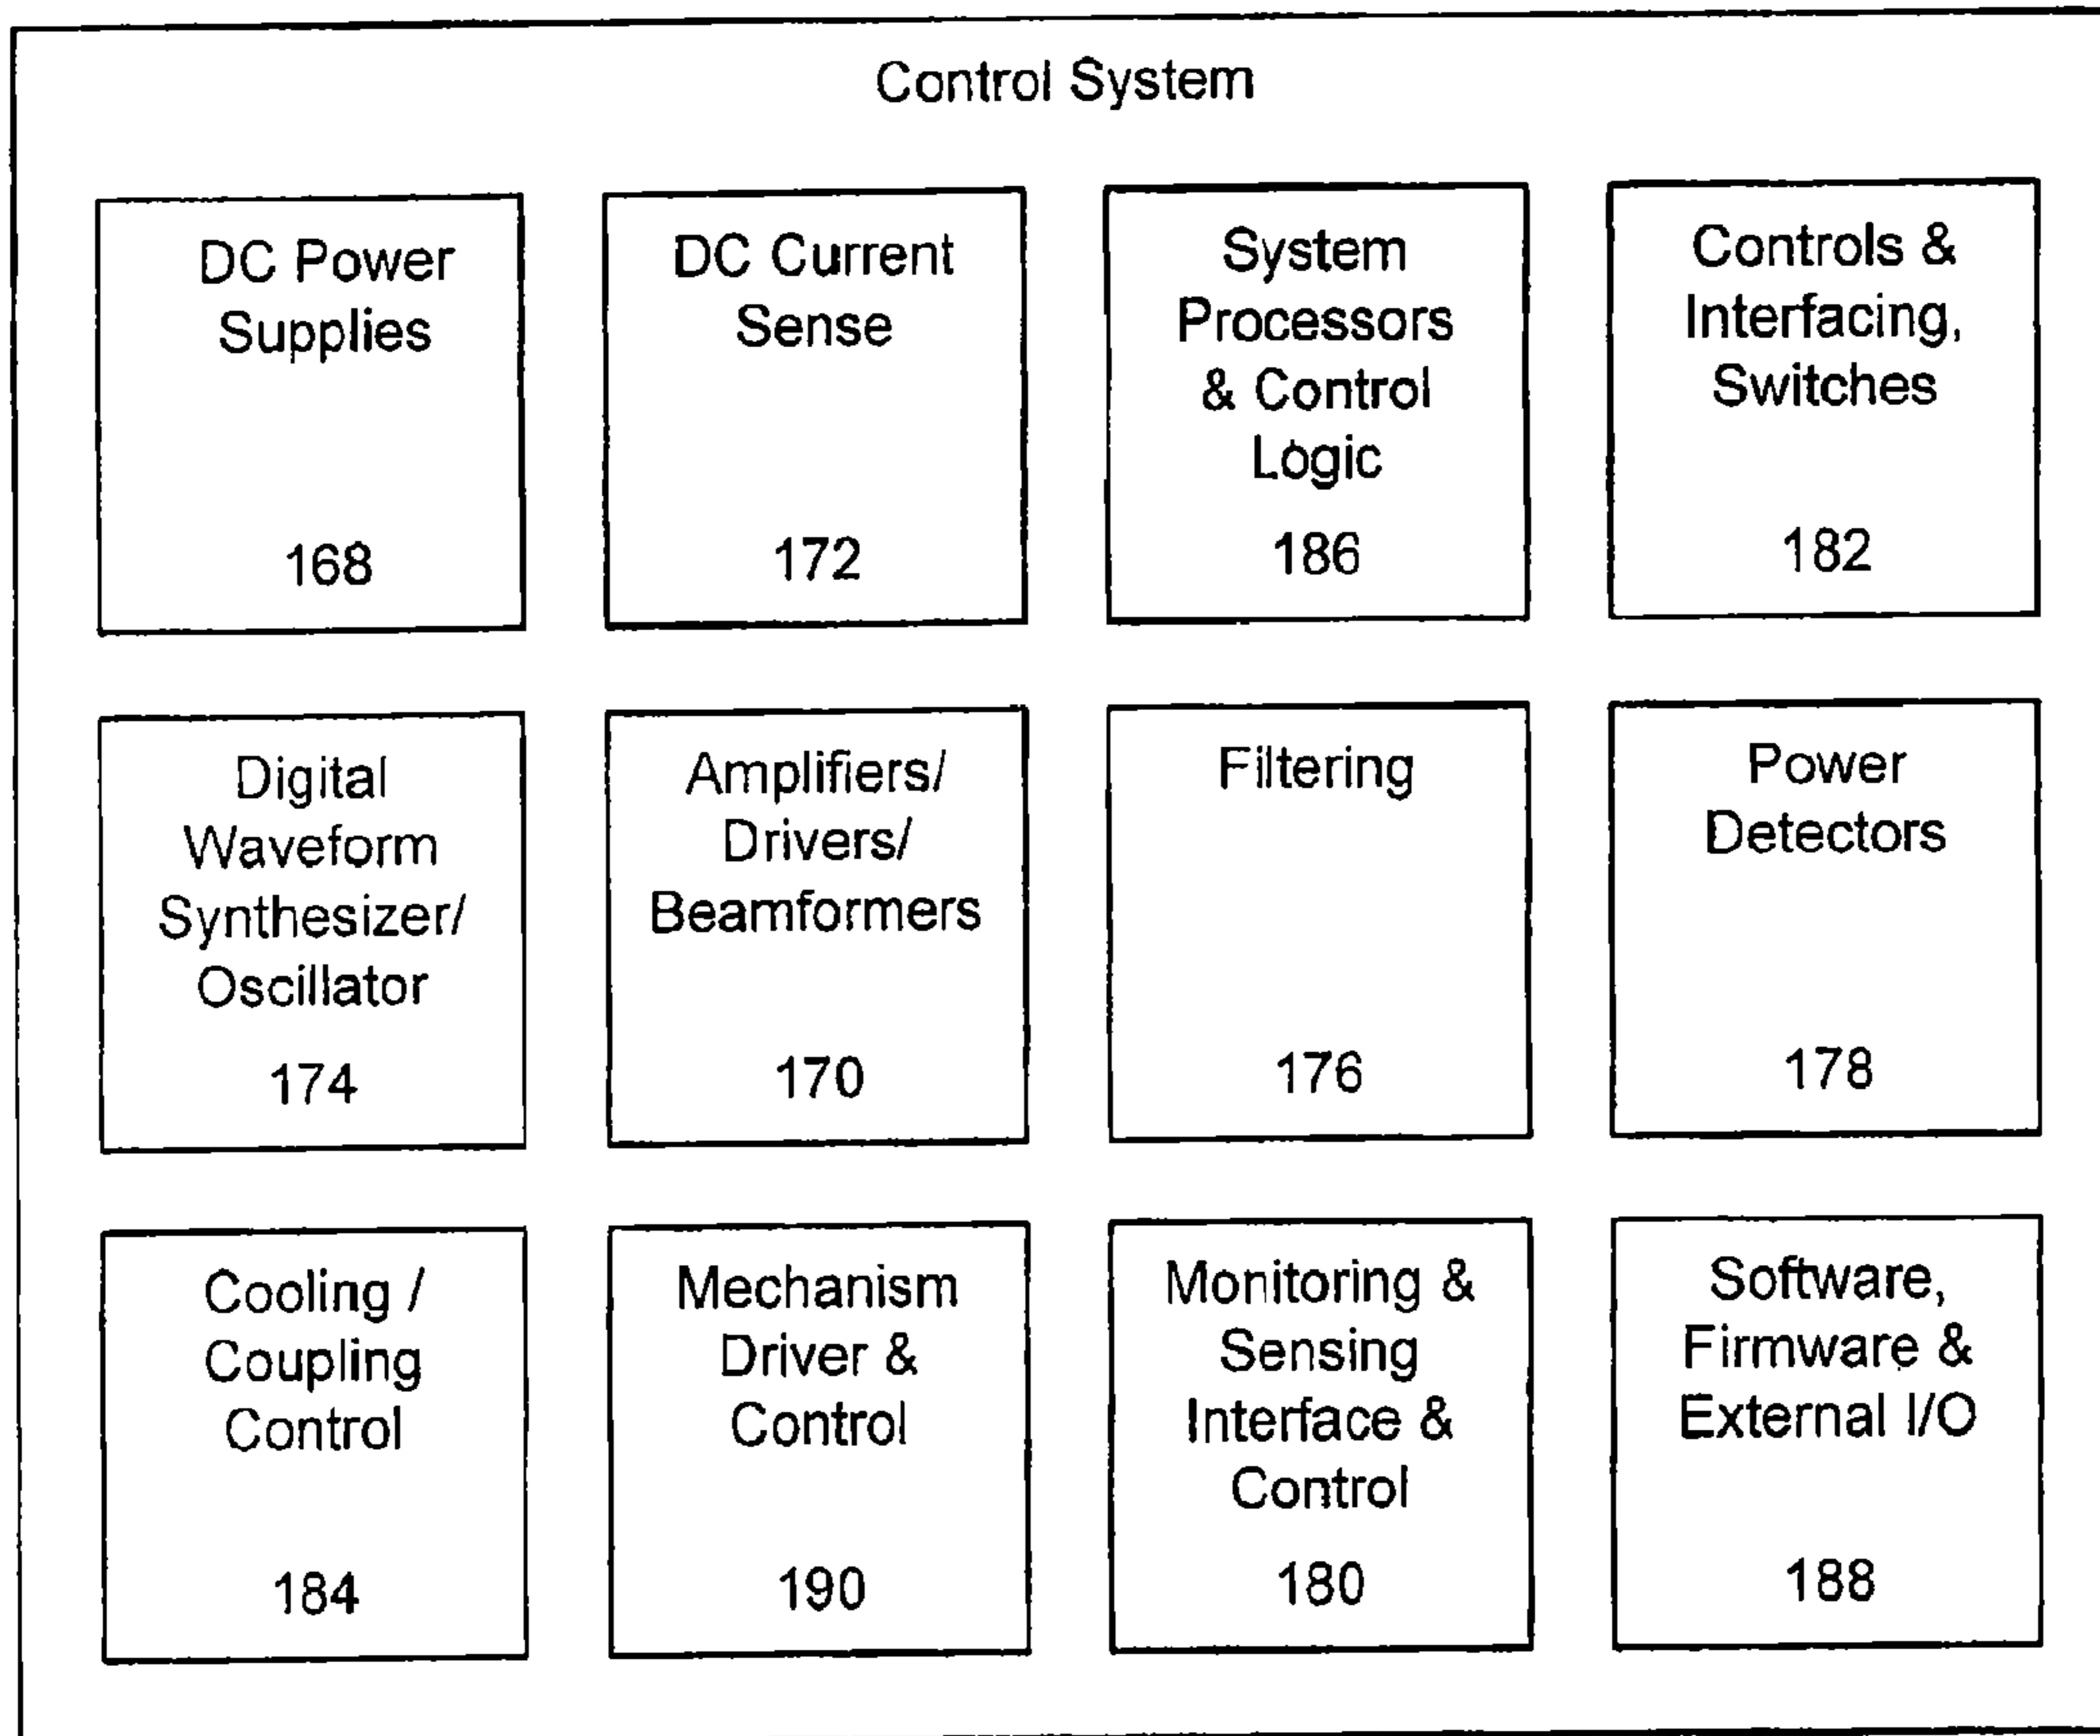 Control System
DC Power
Supplies
168
DC Current
Sense
172
System
Processors
& Control
Logic
186
Controls &
Interfacing,
Switches
182
Digital
Waveform
Synthesizer/
Oscillator
174
Amplifiers/
Drivers/
Beamformers
170
Filtering
176
Power
Detectors
178
Cooling /
Coupling
Control
184
Mechanism
Driver &
Control
190
Monitoring &
Sensing
Interface &
Control
180
Software,
Firmware &
External I/O
188